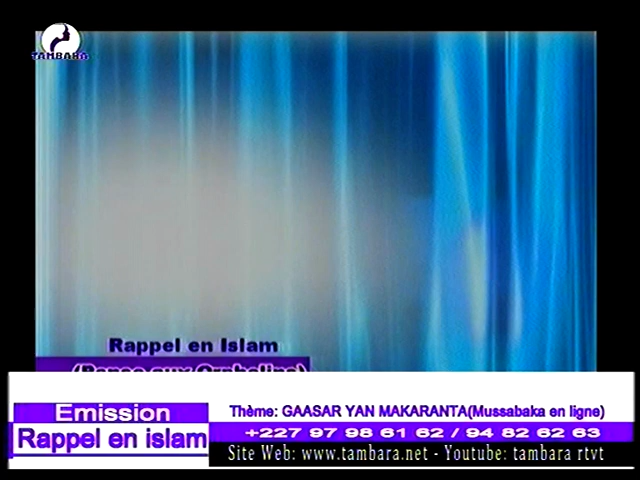 TAMBARA
Rappel en Islam
Emission
Rappel en islam
Thème: GAASAR YAN MAKARANTA(Mussabaka en ligne)
+227 97 98 61 62 / 94 82 62 63
Site Web: www.tambara.net - Youtube: tambara rtvt